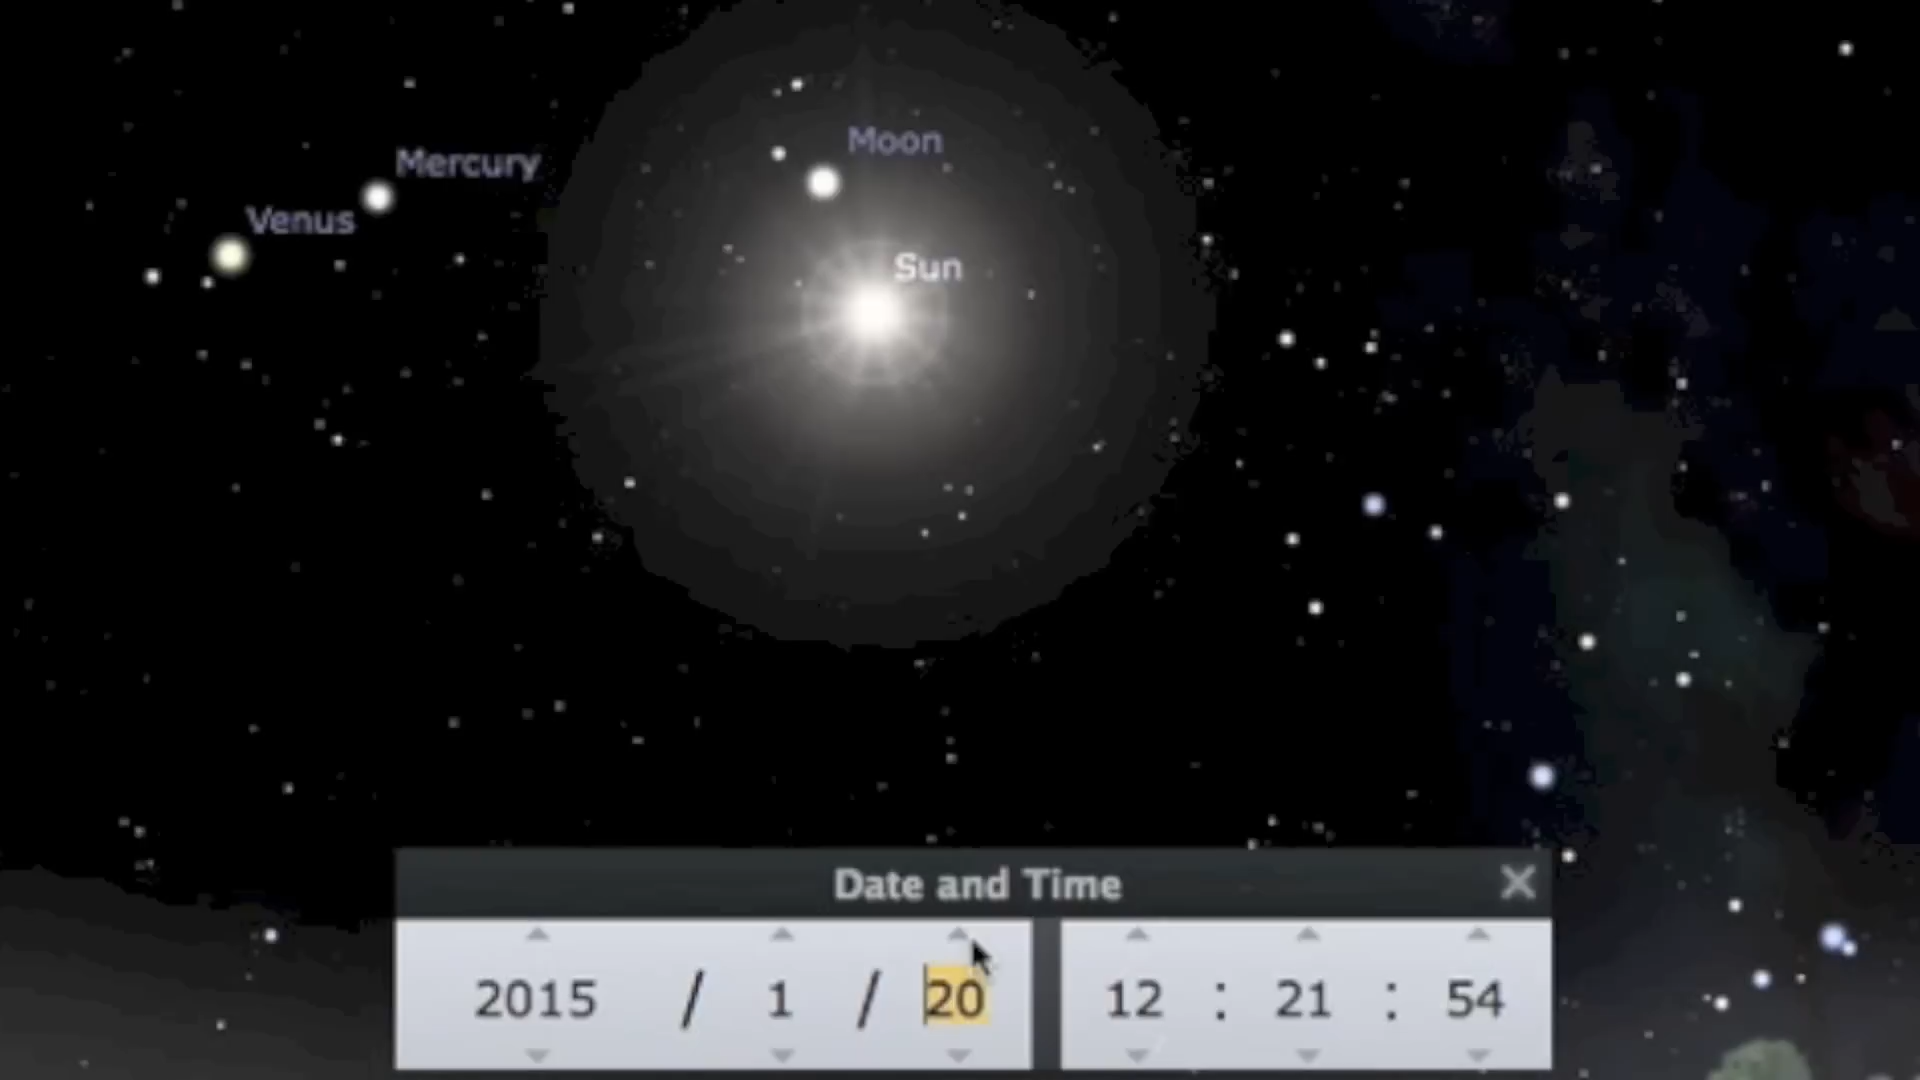 Moon
Mercury
Venus
Sun
Date and Time
2015 / 1 / 20 12 : 21 : 54